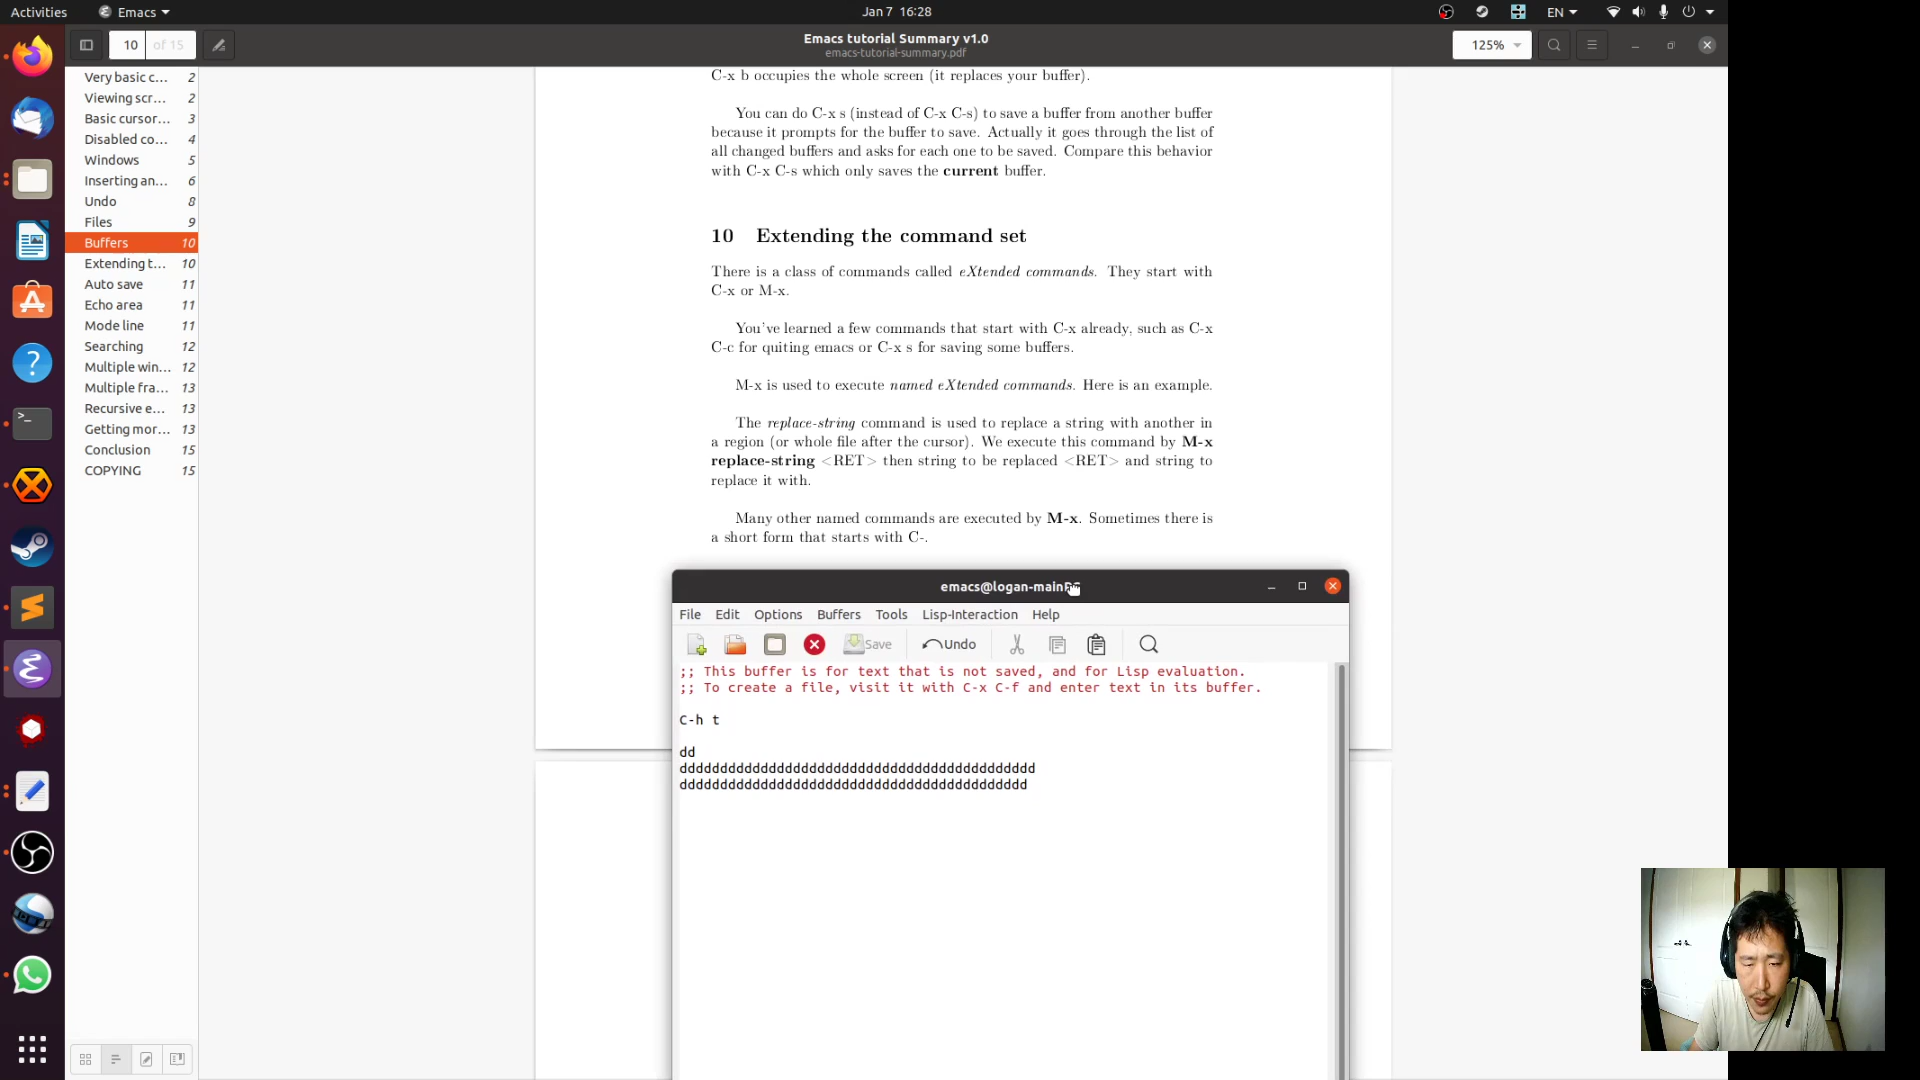 Activities
Emacs
Jan 7 16:28
EN
10 of 15
Emacs tutorial Summary v1.0
emacs-tutorial-summary.pdf
125%
Very basic c... 2
Viewing scr... 2
Basic cursor... 3
Disabled co... 4
Windows 5
Inserting an... 6
Undo 8
Files 9
Buffers 10
Extending t... 10
Auto save 11
Echo area 11
Mode line 11
Searching 12
Multiple win... 12
Multiple fra... 13
Recursive e... 13
Getting mor... 13
Conclusion 15
COPYING 15
C-x b occupies the whole screen (it replaces your buffer).
You can do C-x s (instead of C-x C-s) to save a buffer from another buffer
because it prompts for the buffer to save. Actually it goes through the list of
all changed buffers and asks for each one to be saved. Compare this behavior
with C-x C-s which only saves the current buffer.
10 Extending the command set
There is a class of commands called eXtended commands. They start with
C-x or M-x.
You've learned a few commands that start with C-x already, such as C-x
C-c for quiting emacs or C-x s for saving some buffers.
M-x is used to execute named eXtended commands. Here is an example.
The replace-string command is used to replace a string with another in
a region (or whole file after the cursor). We execute this command by M-x
replace-string <RET> then string to be replaced <RET> and string to
replace it with.
Many other named commands are executed by M-x. Sometimes there is
a short form that starts with C-.
emacs@logan-mainPC
File Edit Options Buffers Tools Lisp-Interaction Help
Save Undo
;; This buffer is for text that is not saved, and for Lisp evaluation.
;; To create a file, visit it with C-x C-f and enter text in its buffer.
C-h t
dd
dddddddddddddddddddddddddddddddddddddddddddd
ddddddddddddddddddddddddddddddddddddddddddd